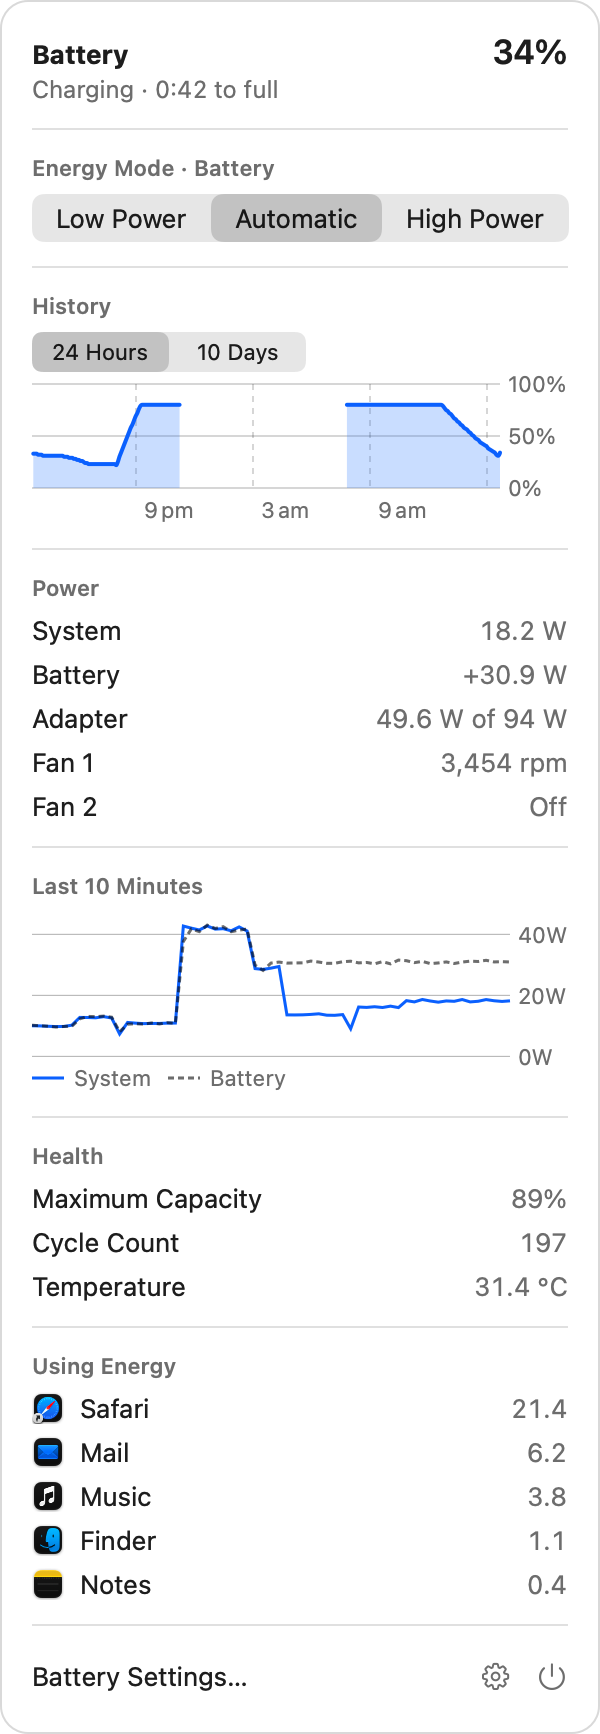 Battery 34%
Charging · 0:42 to full
Energy Mode · Battery
Low Power Automatic High Power
History
24 Hours 10 Days
100%
50%
0%
9 pm 3 am 9 am
Power
System 18.2 W
Battery +30.9 W
Adapter 49.6 W of 94 W
Fan 1 3,454 rpm
Fan 2 Off
Last 10 Minutes
40W
20W
0W
System Battery
Health
Maximum Capacity 89%
Cycle Count 197
Temperature 31.4 °C
Using Energy
Safari 21.4
Mail 6.2
Music 3.8
Finder 1.1
Notes 0.4
Battery Settings...